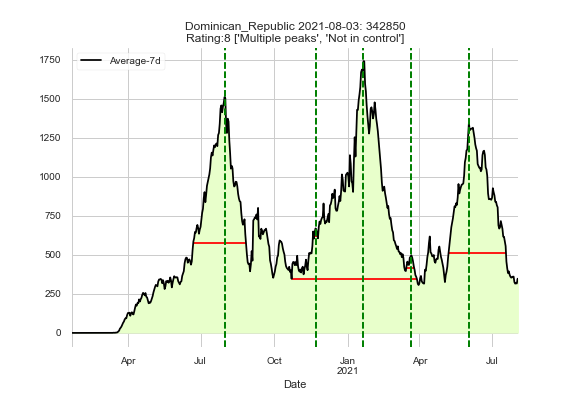 Dominican_Republic 2021-08-03: 342850
Rating:8 ['Multiple peaks', 'Not in control']
Average-7d
1750
1500
1250
1000
750
500
250
0
Apr
Jul
Oct
Jan
2021
Apr
Jul
Date